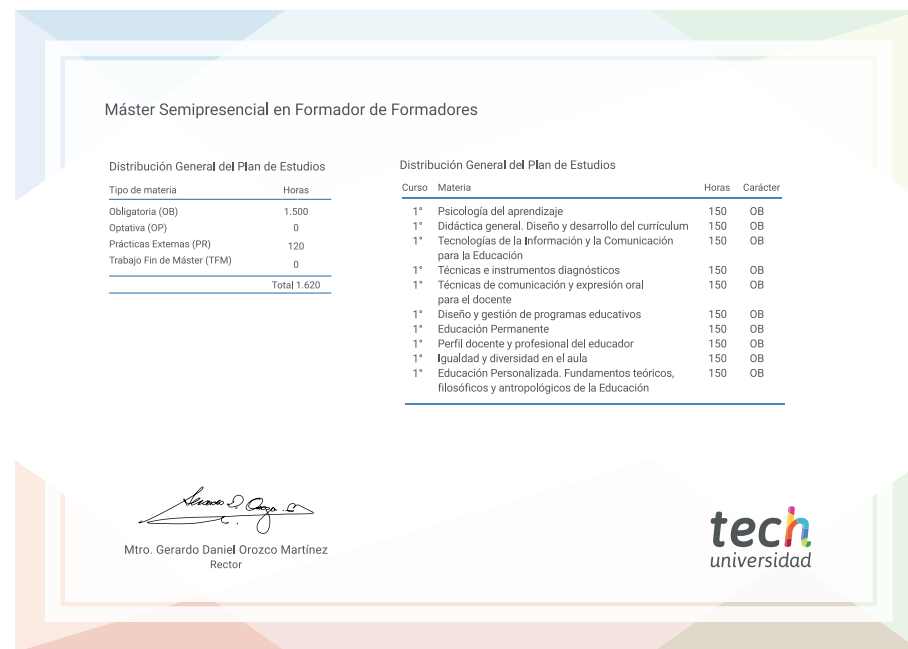 Máster Semipresencial en Formador de Formadores
Distribución General del Plan de Estudios
Tipo de materia Horas
Obligatoria (OB) 1.500
Optativa (OP) 0
Prácticas Externas (PR) 120
Trabajo Fin de Máster (TFM) 0
Total 1.620
Distribución General del Plan de Estudios
Curso Materia Horas Carácter
1° Psicología del aprendizaje 150 OB
1° Didáctica general. Diseño y desarrollo del currículum 150 OB
1° Tecnologías de la Información y la Comunicación 150 OB
para la Educación
1° Técnicas e instrumentos diagnósticos 150 OB
1° Técnicas de comunicación y expresión oral 150 OB
para el docente
1° Diseño y gestión de programas educativos 150 OB
1° Educación Permanente 150 OB
1° Perfil docente y profesional del educador 150 OB
1° Igualdad y diversidad en el aula 150 OB
1° Educación Personalizada. Fundamentos teóricos, 150 OB
filosóficos y antropológicos de la Educación
Mtro. Gerardo Daniel Orozco Martínez
Rector
tech
universidad